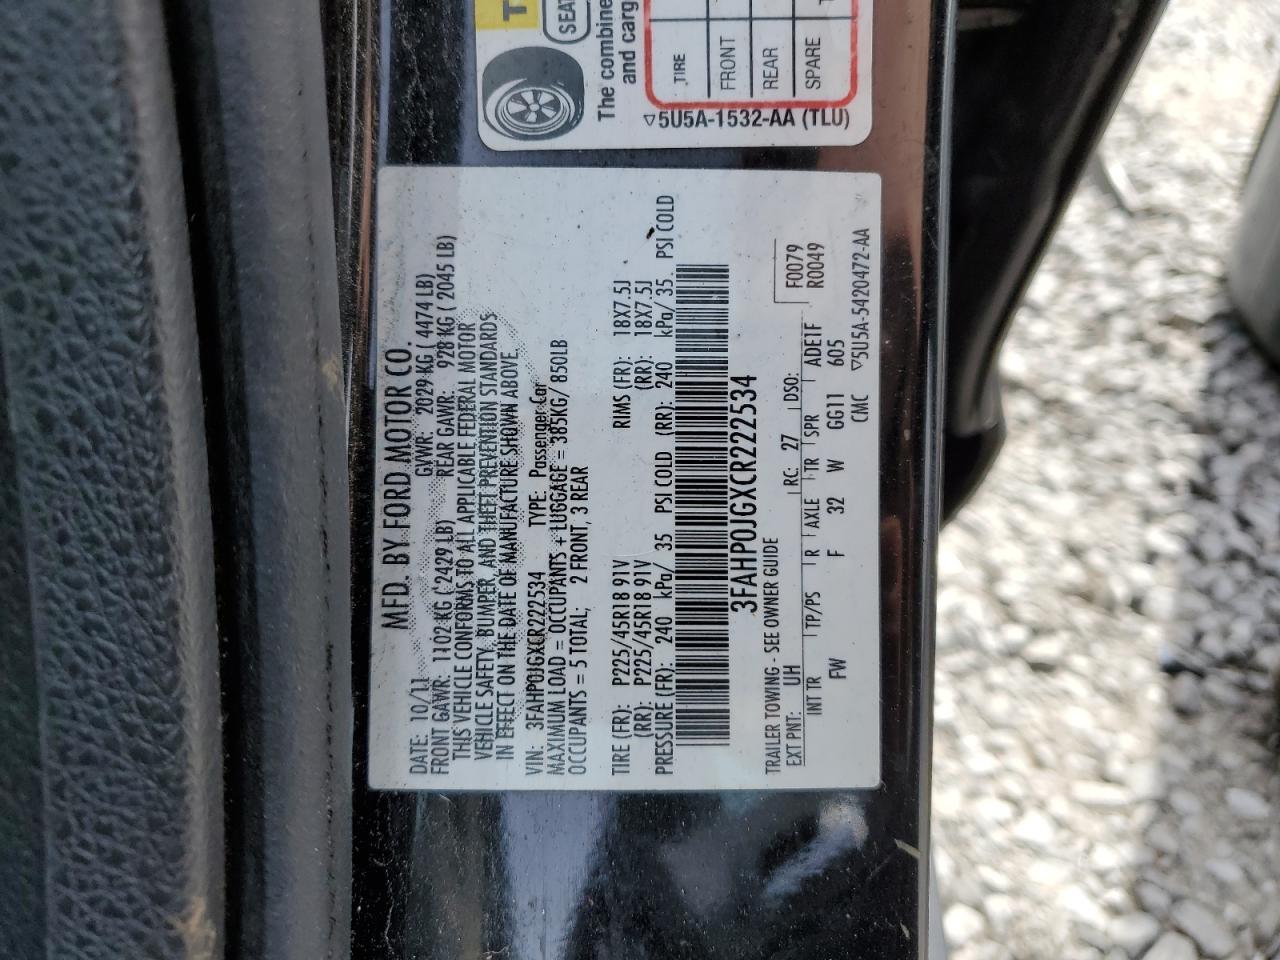 T
SEAT
The combine
and carg
TIRE
FRONT
REAR
SPARE
▽5U5A-1532-AA (TLU)
MFD. BY FORD MOTOR CO.
DATE: 10/11 GVWR: 2029 KG ( 4474 LB)
FRONT GAWR: 1102 KG ( 2429 LB) REAR GAWR: 928 KG ( 2045 LB)
THIS VEHICLE CONFORMS TO ALL APPLICABLE FEDERAL MOTOR
VEHICLE SAFETY, BUMPER, AND THEFT PREVENTION STANDARDS
IN EFFECT ON THE DATE OF MANUFACTURE SHOWN ABOVE.
VIN: 3FAHP0JGXCR222534 TYPE: Passenger Car
MAXIMUM LOAD = OCCUPANTS + LUGGAGE = 385KG/ 850LB
OCCUPANTS = 5 TOTAL; 2 FRONT, 3 REAR
TIRE (FR): P225/45R18 91V RIMS (FR): 18X7.5J
(RR): P225/45R18 91V (RR): 18X7.5J
PRESSURE (FR): 240 kPa/ 35 PSI COLD (RR): 240 kPa/ 35 PSI COLD
3FAHP0JGXCR222534
TRAILER TOWING - SEE OWNER GUIDE
F0079
EXT PNT: UH RC: 27 DSO: R0049
INT TR TP/PS R AXLE TR SPR ADE1F
FW F 32 W GG11 605
CMC ▽5U5A-5420472-AA